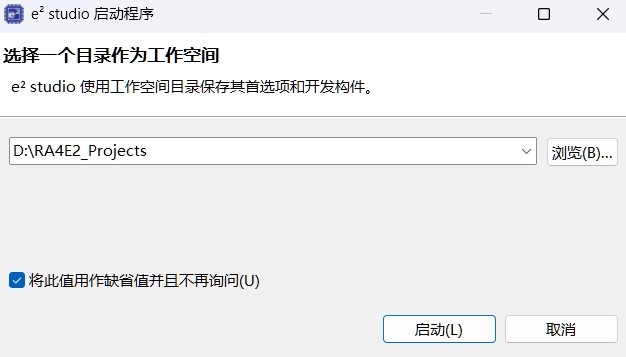 e² studio 启动程序
选择一个目录作为工作空间
e² studio 使用工作空间目录保存其首选项和开发构件。
D:\RA4E2_Projects
浏览(B)...
将此值用作缺省值并且不再询问(U)
启动(L)
取消